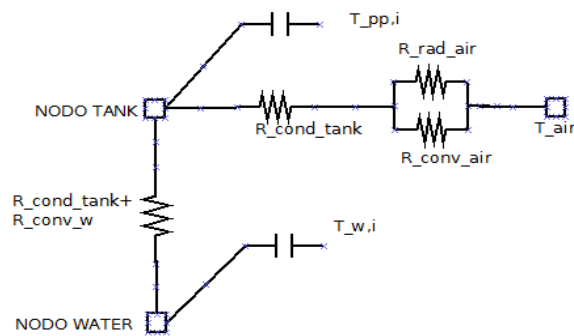 T_pp,i
R_rad_air
NODO TANK
R_cond_tank
T_air
R_conv_air
R_cond_tank+
R_conv_w
T_w,i
NODO WATER